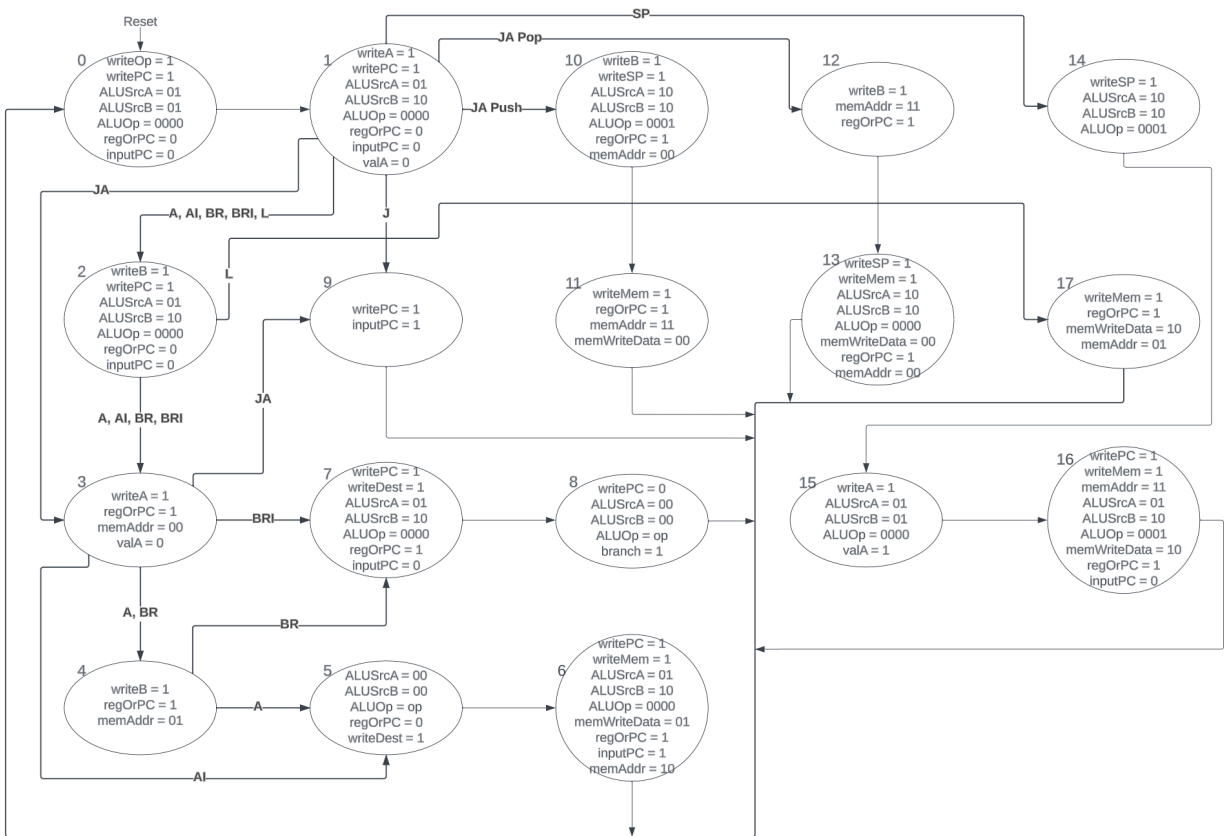 Reset
SP
JA Pop
0
writeOp = 1
writePC = 1
ALUSrcA = 01
ALUSrcB = 01
ALUOp = 0000
regOrPC = 0
inputPC = 0
1
writeA = 1
writePC = 1
ALUSrcA = 01
ALUSrcB = 10
ALUOp = 0000
regOrPC = 0
inputPC = 0
valA = 0
JA Push
10
writeB = 1
writeSP = 1
ALUSrcA = 10
ALUSrcB = 10
ALUOp = 0001
regOrPC = 1
memAddr = 00
12
writeB = 1
memAddr = 11
regOrPC = 1
14
writeSP = 1
ALUSrcA = 10
ALUSrcB = 10
ALUOp = 0001
JA
A, AI, BR, BRI, L
J
L
2
writeB = 1
writePC = 1
ALUSrcA = 01
ALUSrcB = 10
ALUOp = 0000
regOrPC = 0
inputPC = 0
9
writePC = 1
inputPC = 1
11
writeMem = 1
regOrPC = 1
memAddr = 11
memWriteData = 00
13
writeSP = 1
writeMem = 1
ALUSrcA = 10
ALUSrcB = 10
ALUOp = 0000
memWriteData = 00
regOrPC = 1
memAddr = 00
17
writeMem = 1
regOrPC = 1
memWriteData = 10
memAddr = 01
A, AI, BR, BRI
JA
3
writeA = 1
regOrPC = 1
memAddr = 00
valA = 0
BRI
7
writePC = 1
writeDest = 1
ALUSrcA = 01
ALUSrcB = 10
ALUOp = 0000
regOrPC = 1
inputPC = 0
8
writePC = 0
ALUSrcA = 00
ALUSrcB = 00
ALUOp = op
branch = 1
15
writeA = 1
ALUSrcA = 01
ALUSrcB = 01
ALUOp = 0000
valA = 1
16
writePC = 1
writeMem = 1
memAddr = 11
ALUSrcA = 01
ALUSrcB = 10
ALUOp = 0001
memWriteData = 10
regOrPC = 1
inputPC = 0
A, BR
BR
4
writeB = 1
regOrPC = 1
memAddr = 01
A
5
ALUSrcA = 00
ALUSrcB = 00
ALUOp = op
regOrPC = 0
writeDest = 1
6
writePC = 1
writeMem = 1
ALUSrcA = 01
ALUSrcB = 10
ALUOp = 0000
memWriteData = 01
regOrPC = 1
inputPC = 1
memAddr = 10
AI